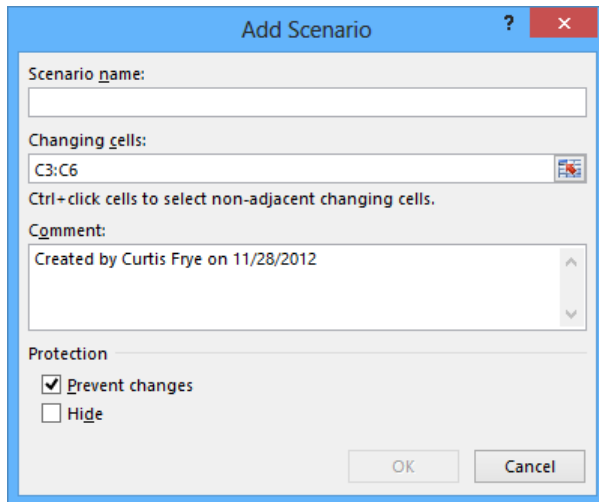 Add Scenario
?
Scenario name:
Changing cells:
C3:C6
Ctrl+click cells to select non-adjacent changing cells.
Comment:
Created by Curtis Frye on 11/28/2012
Protection
Prevent changes
Hide
OK Cancel